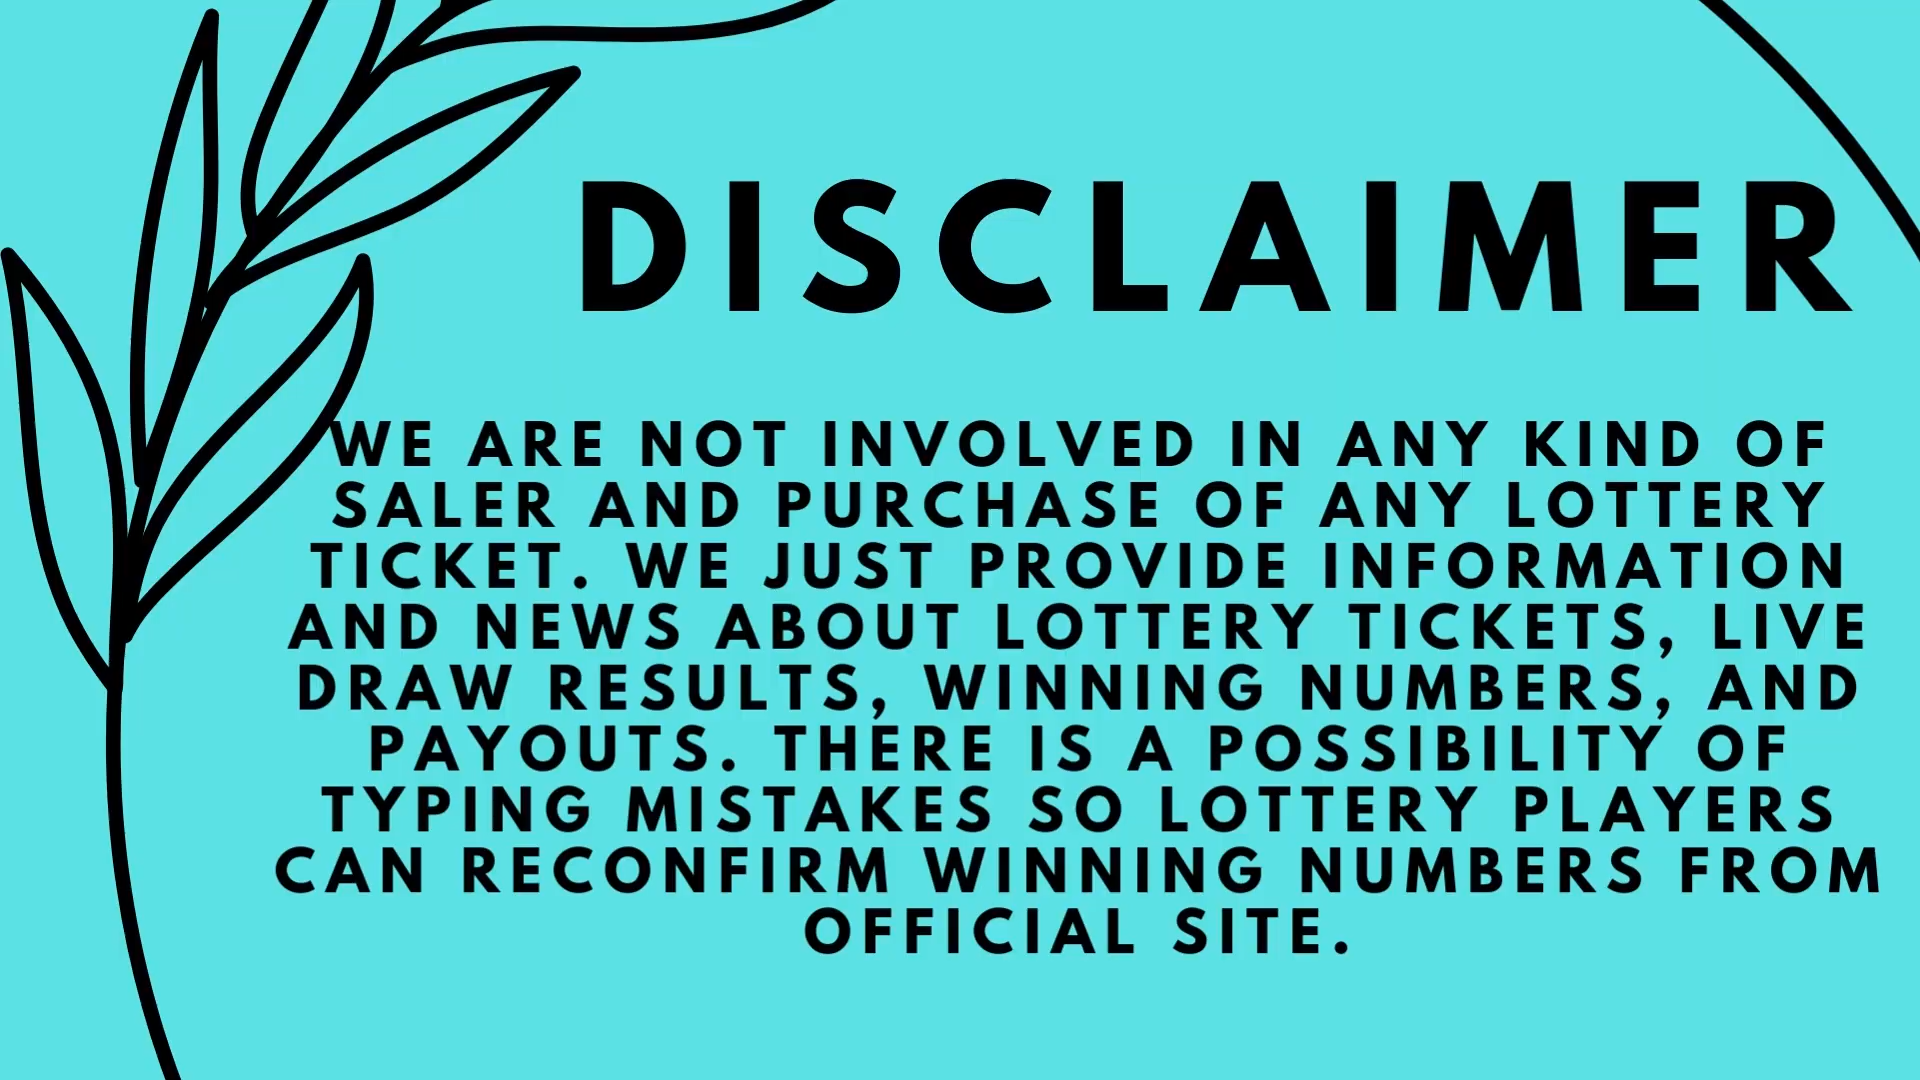 DISCLAIMER
WE ARE NOT INVOLVED IN ANY KIND OF
SALER AND PURCHASE OF ANY LOTTERY
TICKET. WE JUST PROVIDE INFORMATION
AND NEWS ABOUT LOTTERY TICKETS, LIVE
DRAW RESULTS, WINNING NUMBERS, AND
PAYOUTS. THERE IS A POSSIBILITY OF
TYPING MISTAKES SO LOTTERY PLAYERS
CAN RECONFIRM WINNING NUMBERS FROM
OFFICIAL SITE.